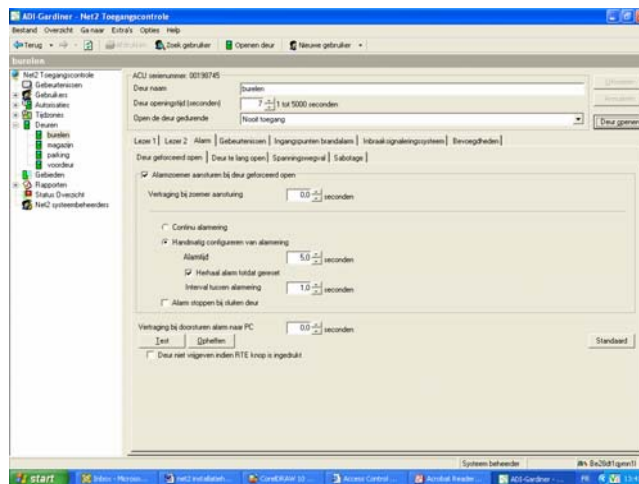 ADI-Gardiner - Net2 Toegangscontrole
Bestand Overzicht Ga naar Extra's Opties Help
Terug Zoek gebruiker Openen deur Nieuwe gebruiker
burelen
Net2 Toegangscontrole
Gebeurtenissen
Gebruikers
Autorisaties
Tijdzones
Deuren
burelen
magazijn
parking
voordeur
Gebieden
Rapporten
Status Overzicht
Net2 systeembeheerders
ACU serienummer: 00198745
Deur naam burelen
Deur openingstijd (seconden) 7 1 tot 5000 seconden
Open de deur gedurende Nooit toegang
Deur openen
Lezer 1 Lezer 2 Alarm Gebeurtenissen Ingangspunten brandalarm Inbraaksignaleringssysteem Bevoegdheden
Deur geforceerd open Deur te lang open Spanningswegval Sabotage
Alarmzoemer aansturen bij deur geforceerd open
Vertraging bij zoemer aansturing 0,0 seconden
Continu alarmering
Handmatig configureren van alarmering
Alarmtijd 5,0 seconden
Herhaal alarm totdat gereset
Interval tussen alarmering 1,0 seconden
Alarm stoppen bij sluiten deur
Vertraging bij doorsturen alarm naar PC 0,0 seconden
Test Opheffen Standaard
Deur niet vrijgeven indien RTE knop is ingedrukt
Systeem beheerder
start Inbox - Microso... net2 installatieh... CorelDRAW 10 ... Access Control ... Acrobat Reader... ADI-Gardiner - ... FR